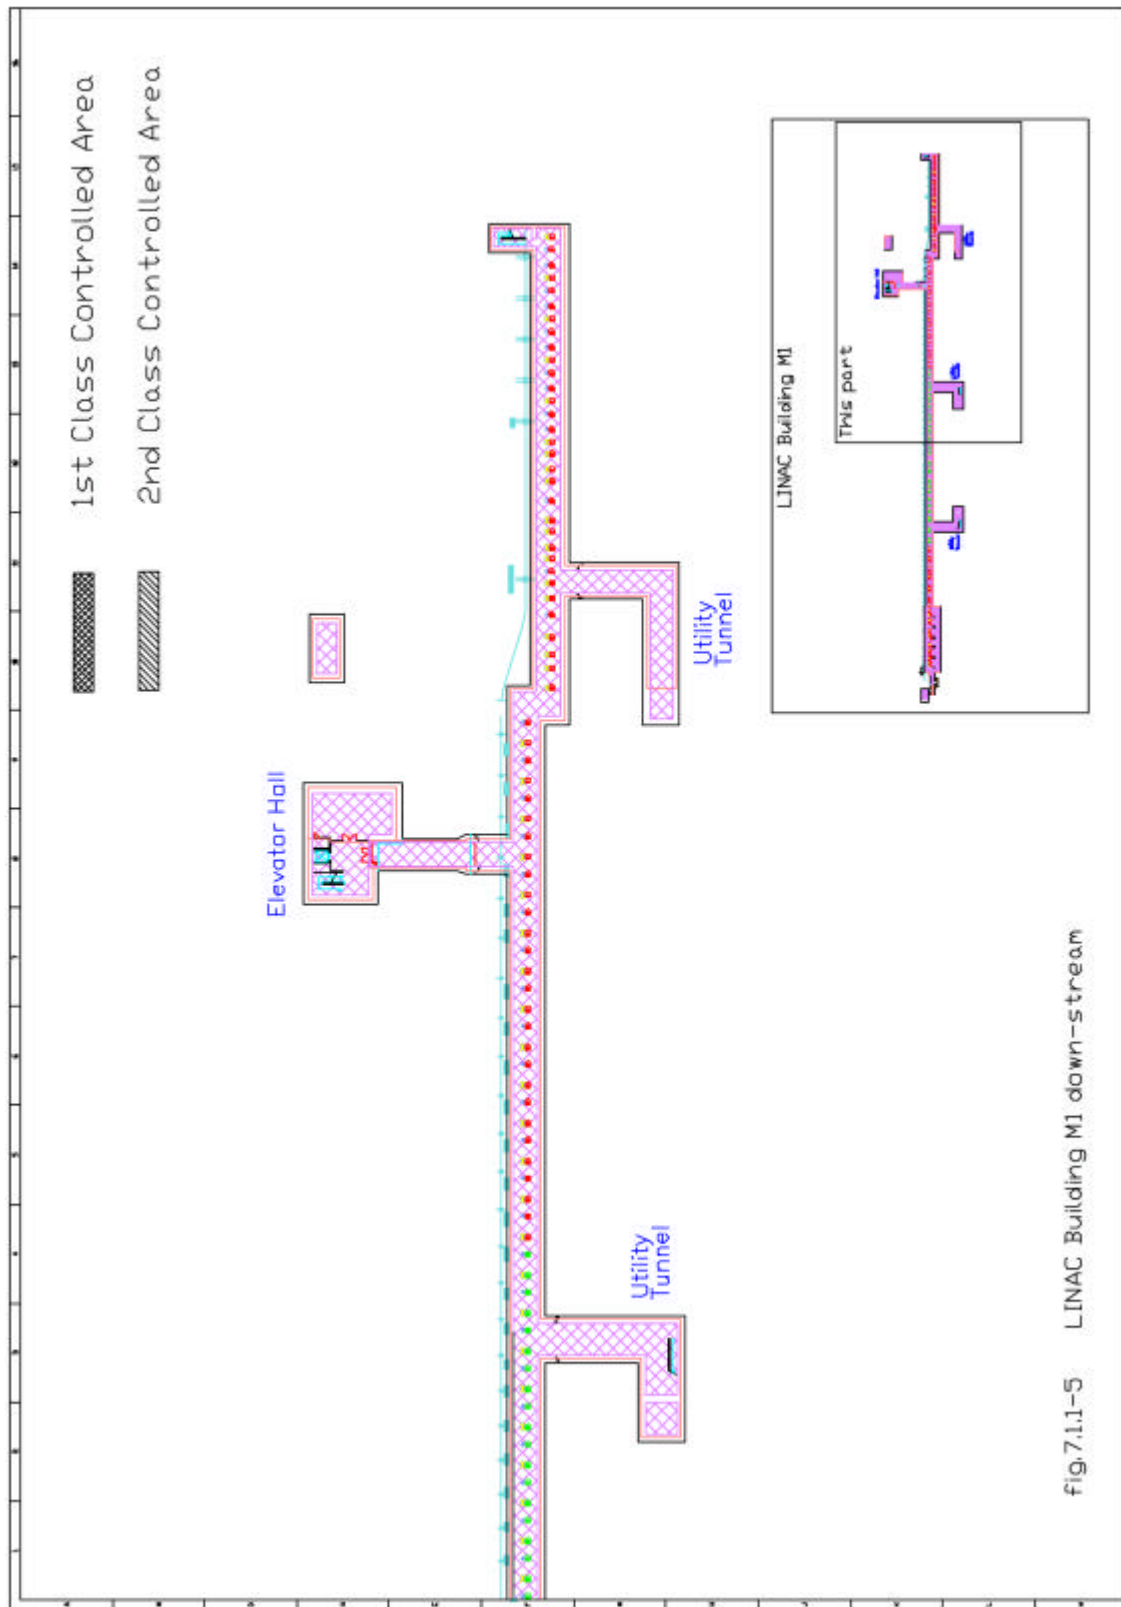 1st Class Controlled Area
2nd Class Controlled Area
Elevator Hall
Utility
Tunnel
Utility
Tunnel
LINAC Building M1
This part
fig.7.1.1-5 LINAC Building M1 down-stream